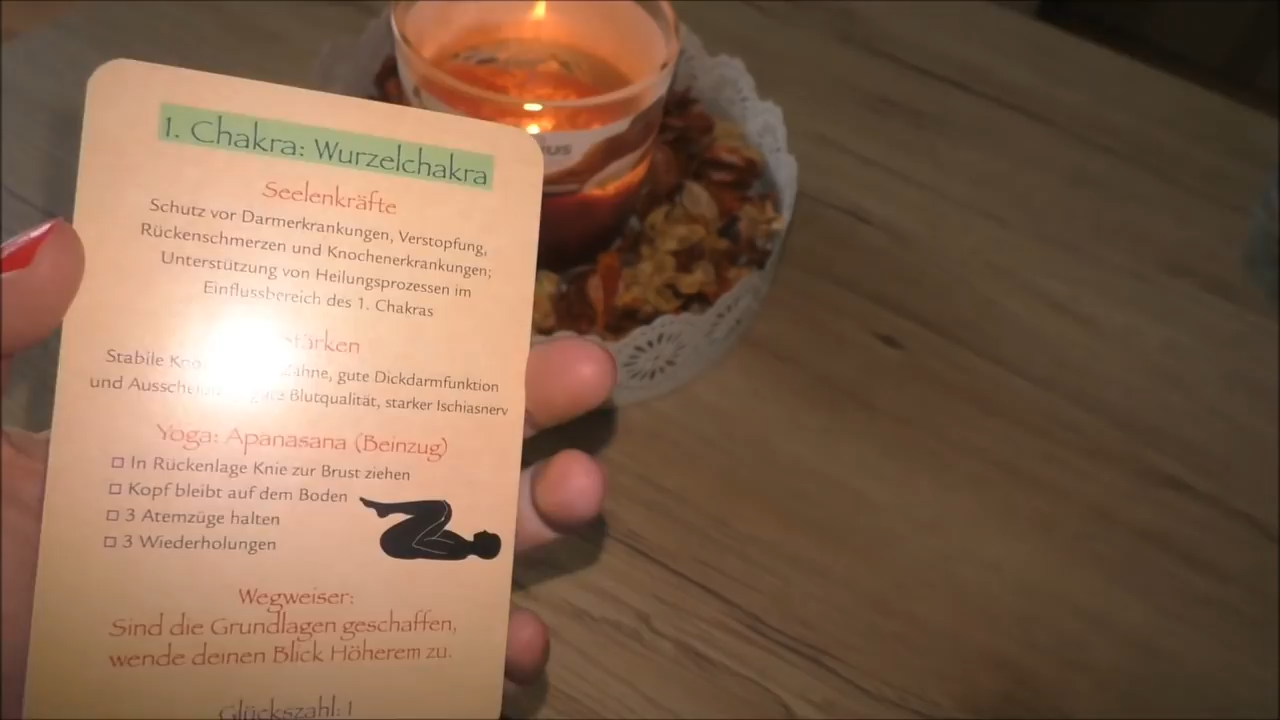 1. Chakra: Wurzelchakra
Seelenkräfte
Schutz vor Darmerkrankungen, Verstopfung,
Rückenschmerzen und Knochenerkrankungen;
Unterstützung von Heilungsprozessen im
Einflussbereich des 1. Chakras
Stabile Zähne, gute Dickdarmfunktion
und Blutqualität, starker Ischiasnerv
Yoga: Apanasana (Beinzug)
☐ In Rückenlage Knie zur Brust ziehen
☐ Kopf bleibt auf dem Boden
☐ 3 Atemzüge halten
☐ 3 Wiederholungen
Wegweiser:
Sind die Grundlagen geschaffen,
wende deinen Blick Höherem zu.
Glückszahl: 1